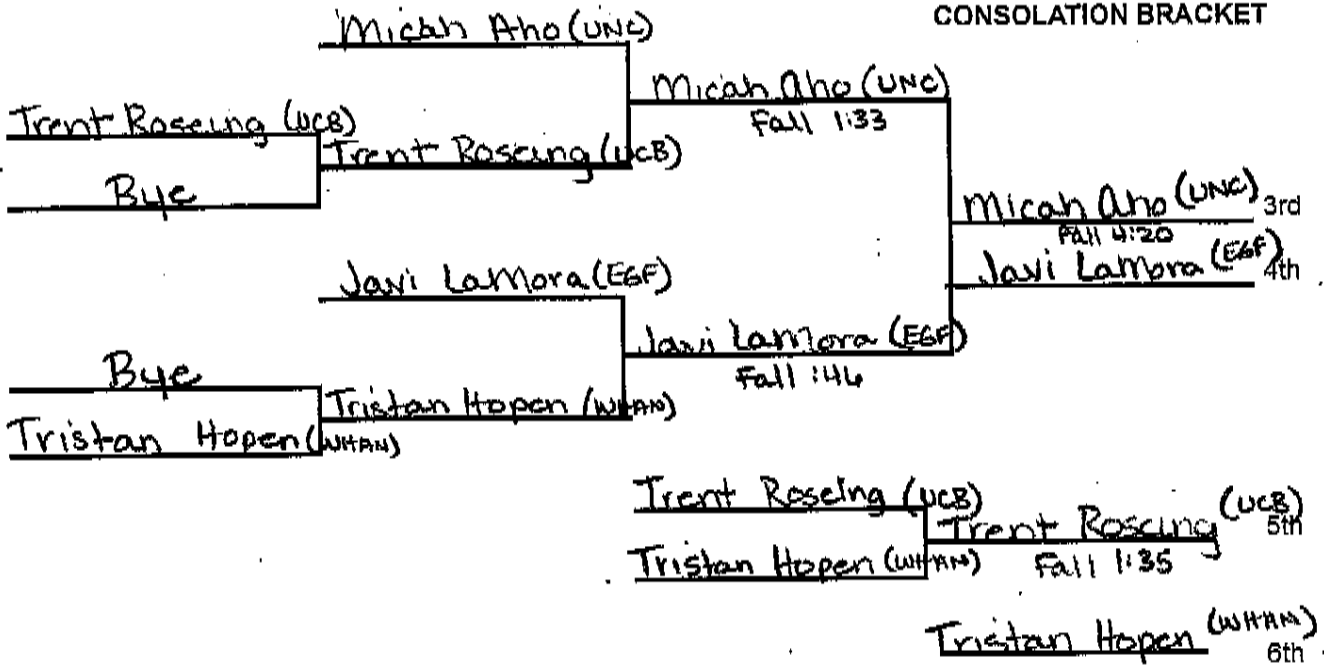 CONSOLATION BRACKET
Micah Aho (UNC)
Micah Aho (UNC)
Fall 1:33
Trent Roseing (UCB)
Trent Roseing (UCB)
Bye
Micah Aho (UNC) 3rd
Fall 4:20
Javi LaMora (EGF) 4th
Javi LaMora (EGF)
Javi LaMora (EGF)
Fall :46
Bye
Tristan Hopen (WHAN)
Tristan Hopen (WHAN)
Trent Roseing (UCB)
Trent Roseing (UCB) 5th
Fall 1:35
Tristan Hopen (WHAN)
Tristan Hopen (WHAN) 6th